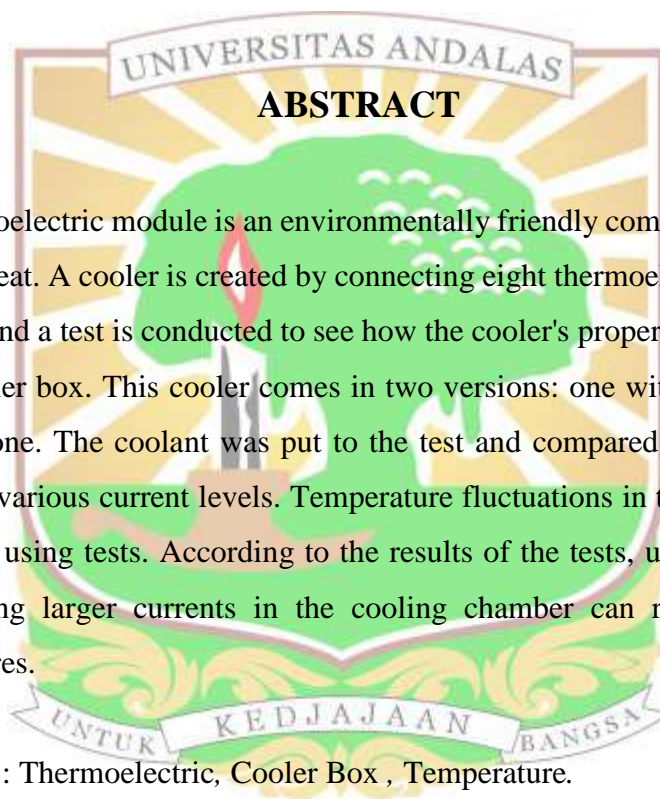 UNIVERSITAS ANDALAS
ABSTRACT
oelectric module is an environmentally friendly com
eat. A cooler is created by connecting eight thermoel
nd a test is conducted to see how the cooler's proper
ler box. This cooler comes in two versions: one wit
one. The coolant was put to the test and compared
various current levels. Temperature fluctuations in t
using tests. According to the results of the tests, u
ng larger currents in the cooling chamber can r
res.
UNTUK KEDJAJAAN BANGSA
: Thermoelectric, Cooler Box , Temperature.